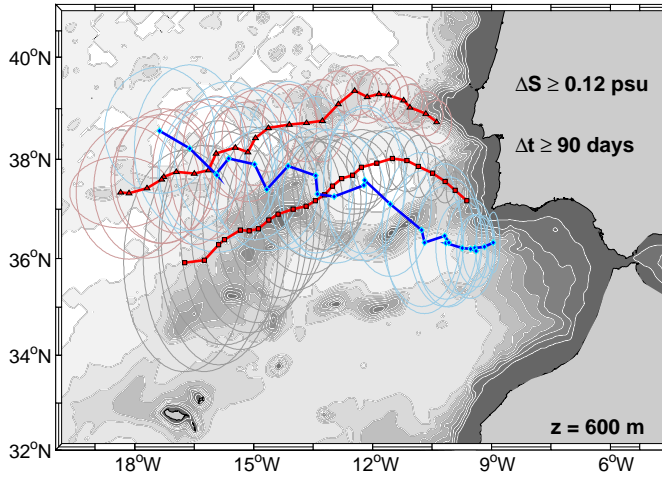 40°N
ΔS ≥ 0.12 psu
Δt ≥ 90 days
38°N
36°N
34°N
z = 600 m
32°N
18°W 15°W 12°W 9°W 6°W